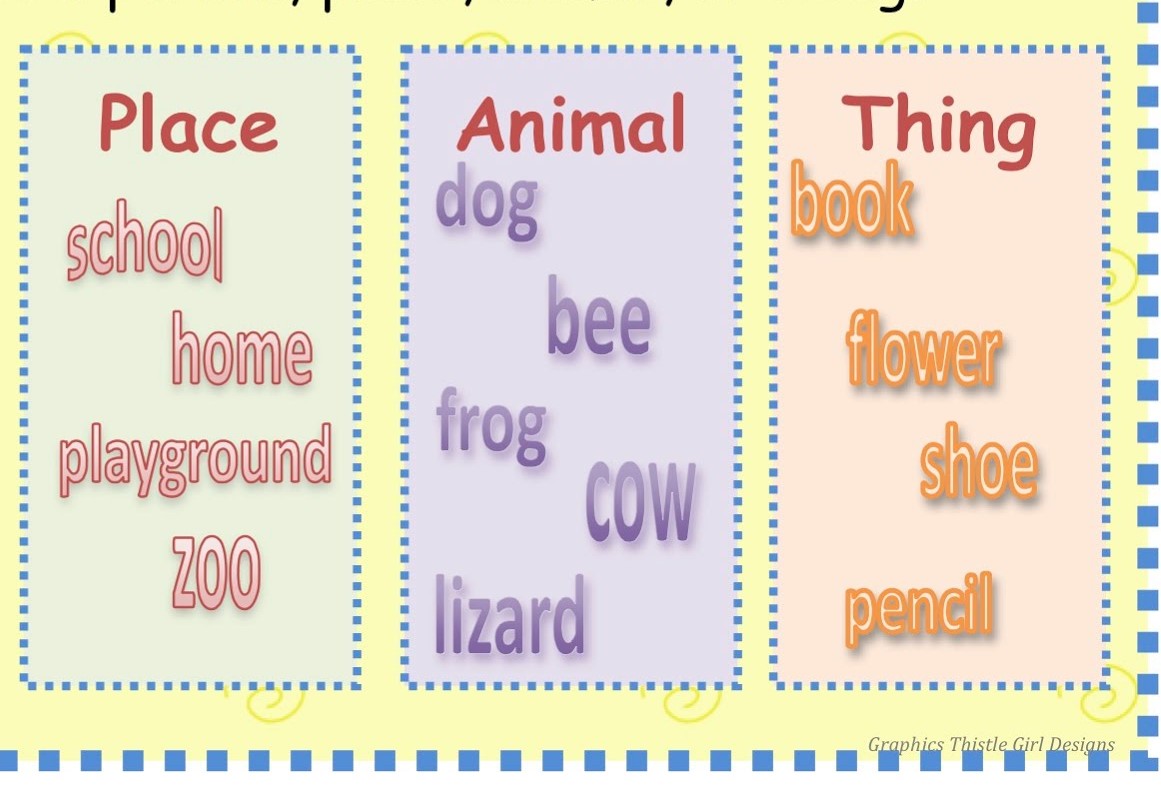 Place
school
home
playground
zoo
Animal
dog
bee
frog
cow
lizard
Thing
book
flower
shoe
pencil
Graphics Thistle Girl Designs